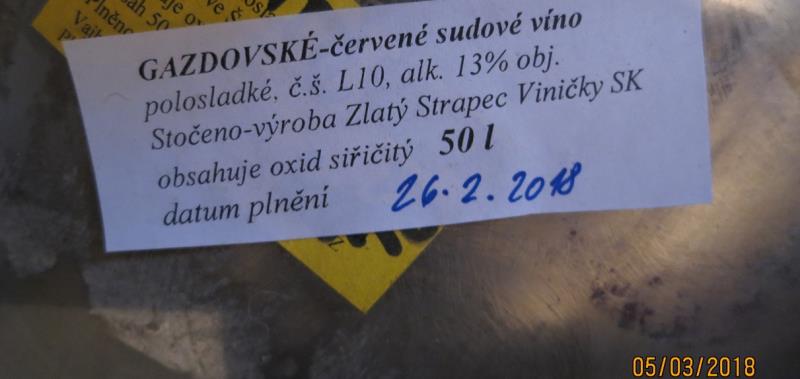 GAZDOVSKÉ-červené sudové víno
polosladké, č.š. L10, alk. 13% obj.
Stočeno-výroba Zlatý Strapec Viničky SK
obsahuje oxid siřičitý 50 l
datum plnění 26.2.2018
05/03/2018